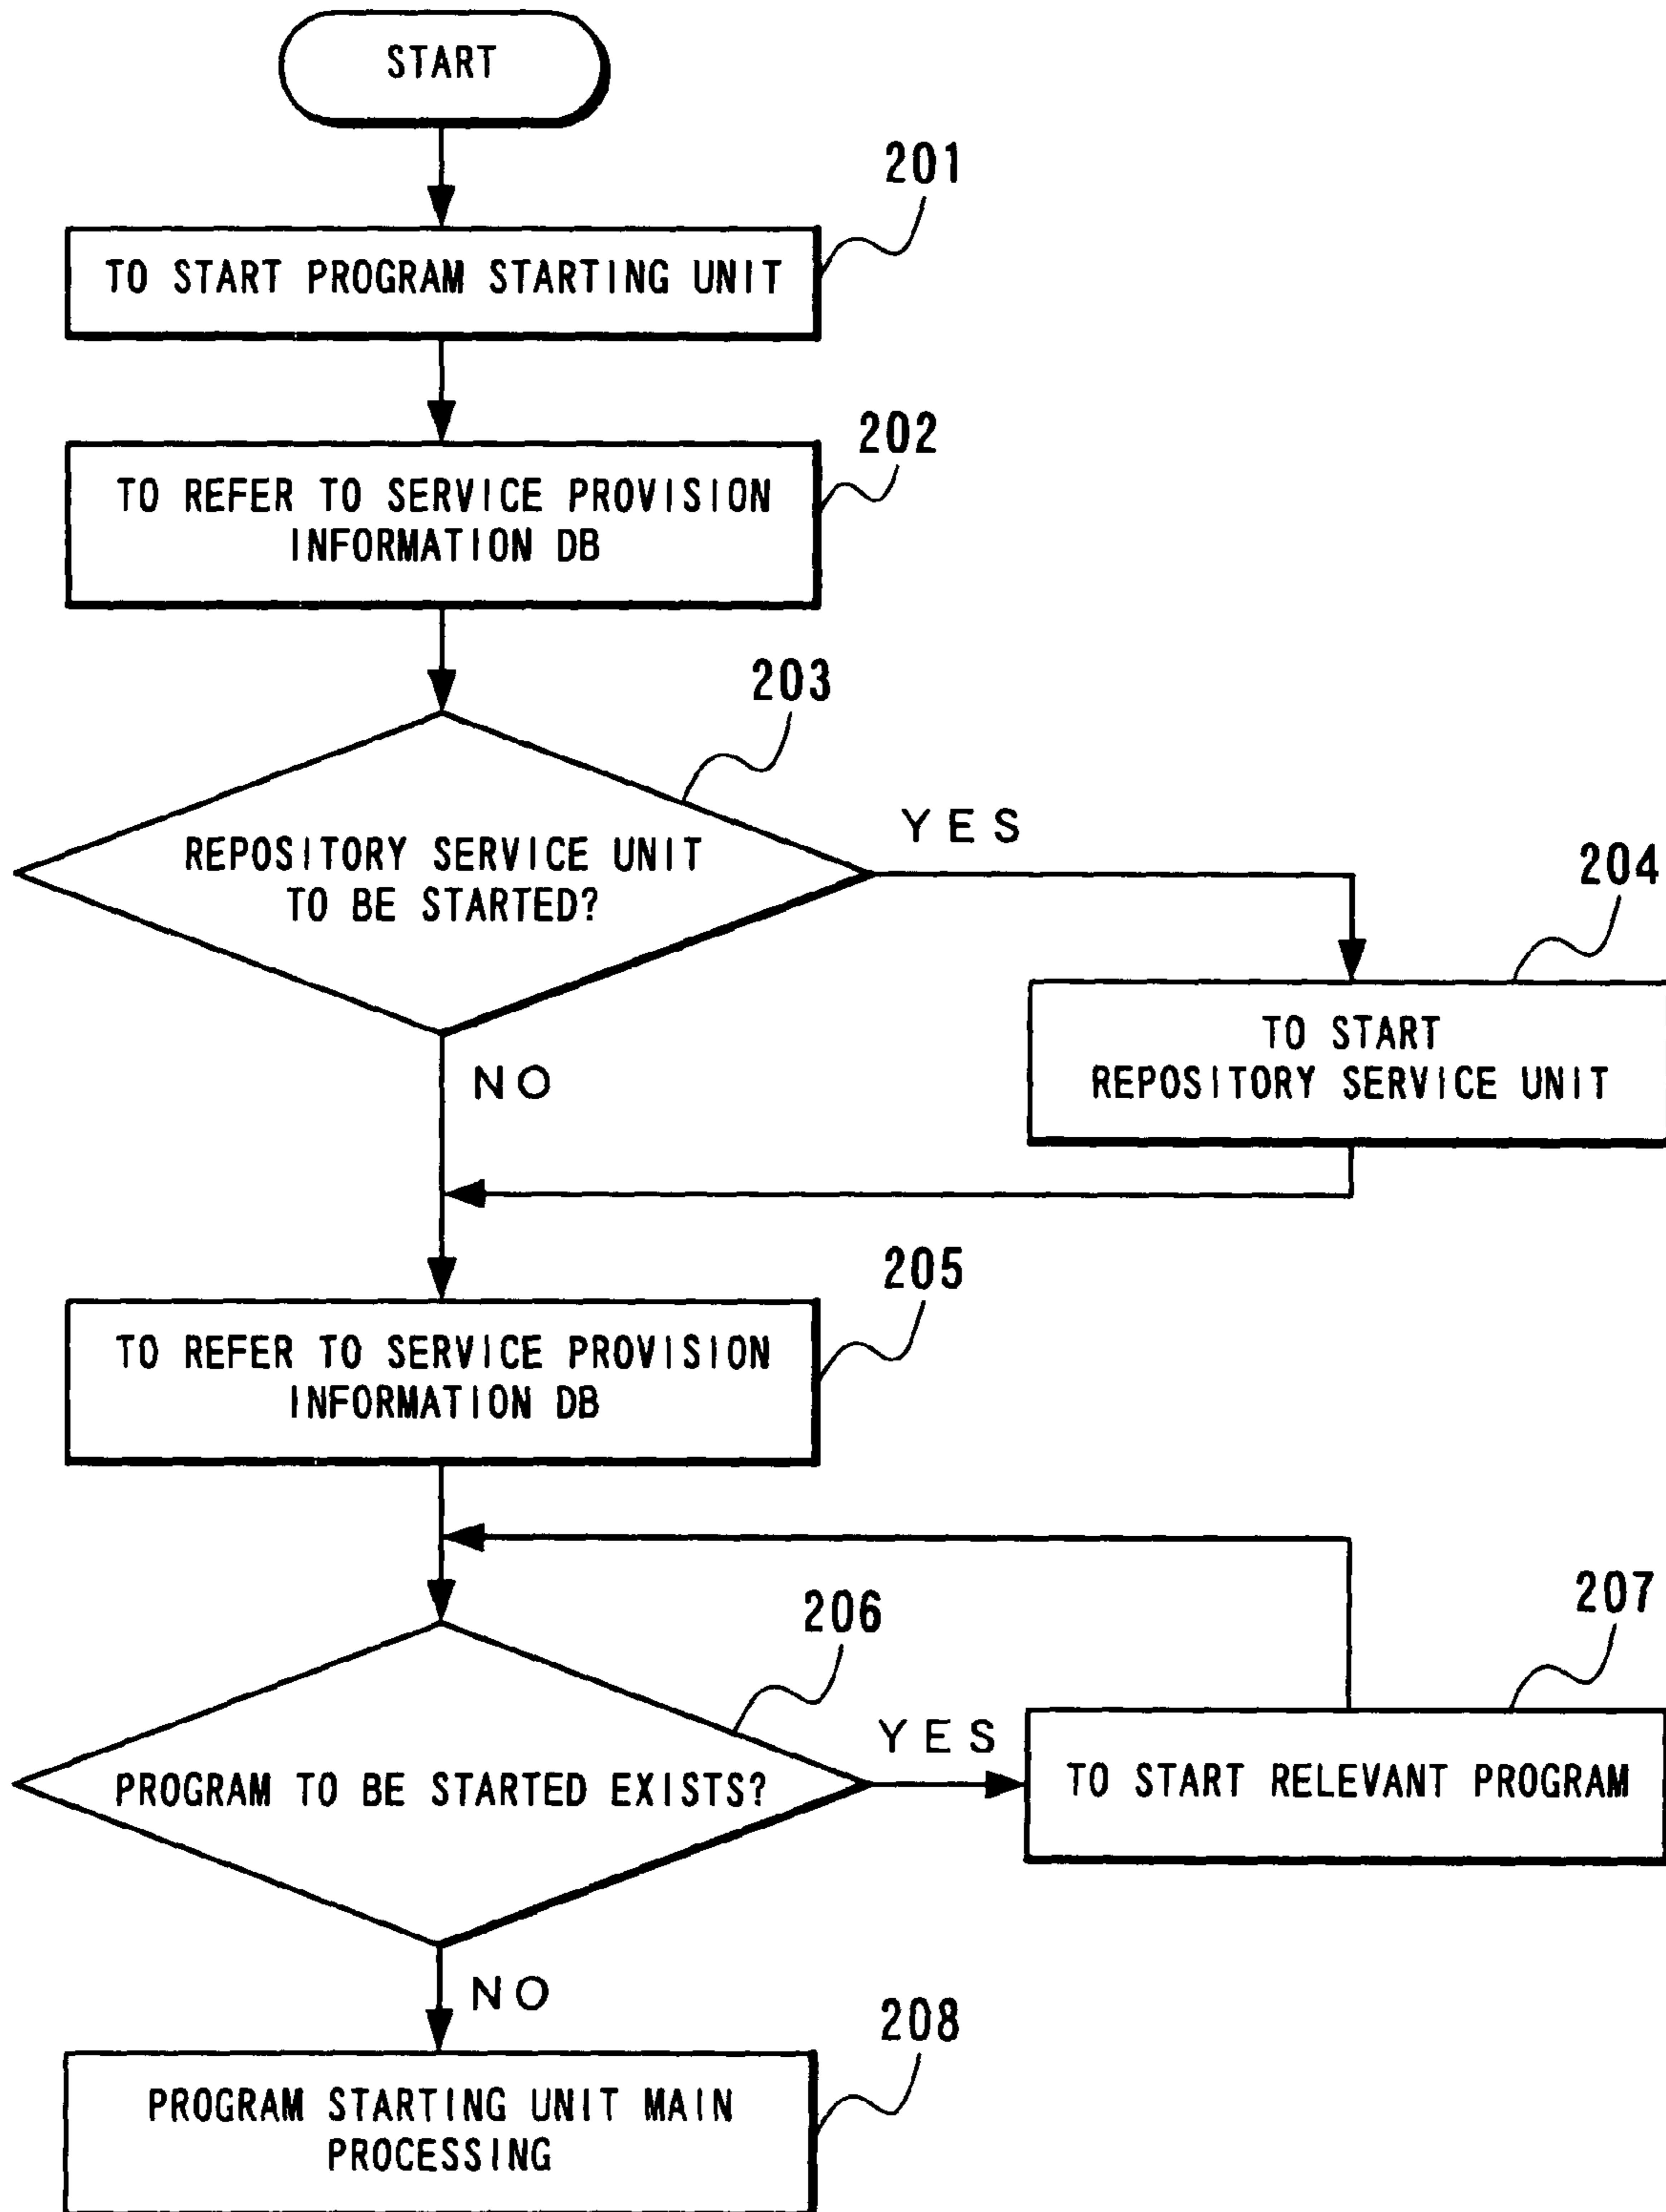 START
201
TO START PROGRAM STARTING UNIT
202
TO REFER TO SERVICE PROVISION
INFORMATION DB
203
REPOSITORY SERVICE UNIT
TO BE STARTED?
YES
204
TO START
REPOSITORY SERVICE UNIT
NO
205
TO REFER TO SERVICE PROVISION
INFORMATION DB
206
PROGRAM TO BE STARTED EXISTS?
YES
207
TO START RELEVANT PROGRAM
NO
208
PROGRAM STARTING UNIT MAIN
PROCESSING